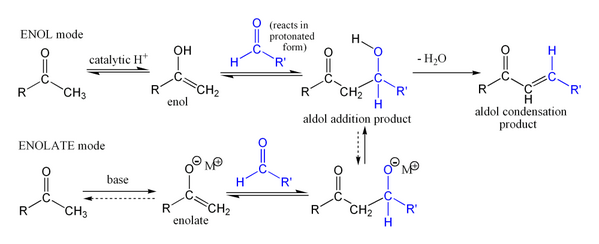 ENOL mode
O
R
C
CH₃
catalytic H⁺
OH
C
R
CH₂
enol
O
C
H
R'
(reacts in
protonated
form)
H
O
O
C
C
R
CH₂
H
R'
aldol addition product
- H₂O
O
H
C
C
R
C
H
R'
aldol condensation
product
ENOLATE mode
O
C
R
CH₃
base
O⊖ M⊕
C
R
CH₂
enolate
O
C
H
R'
O
O⊖ M⊕
C
C
R
CH₂
R'
H